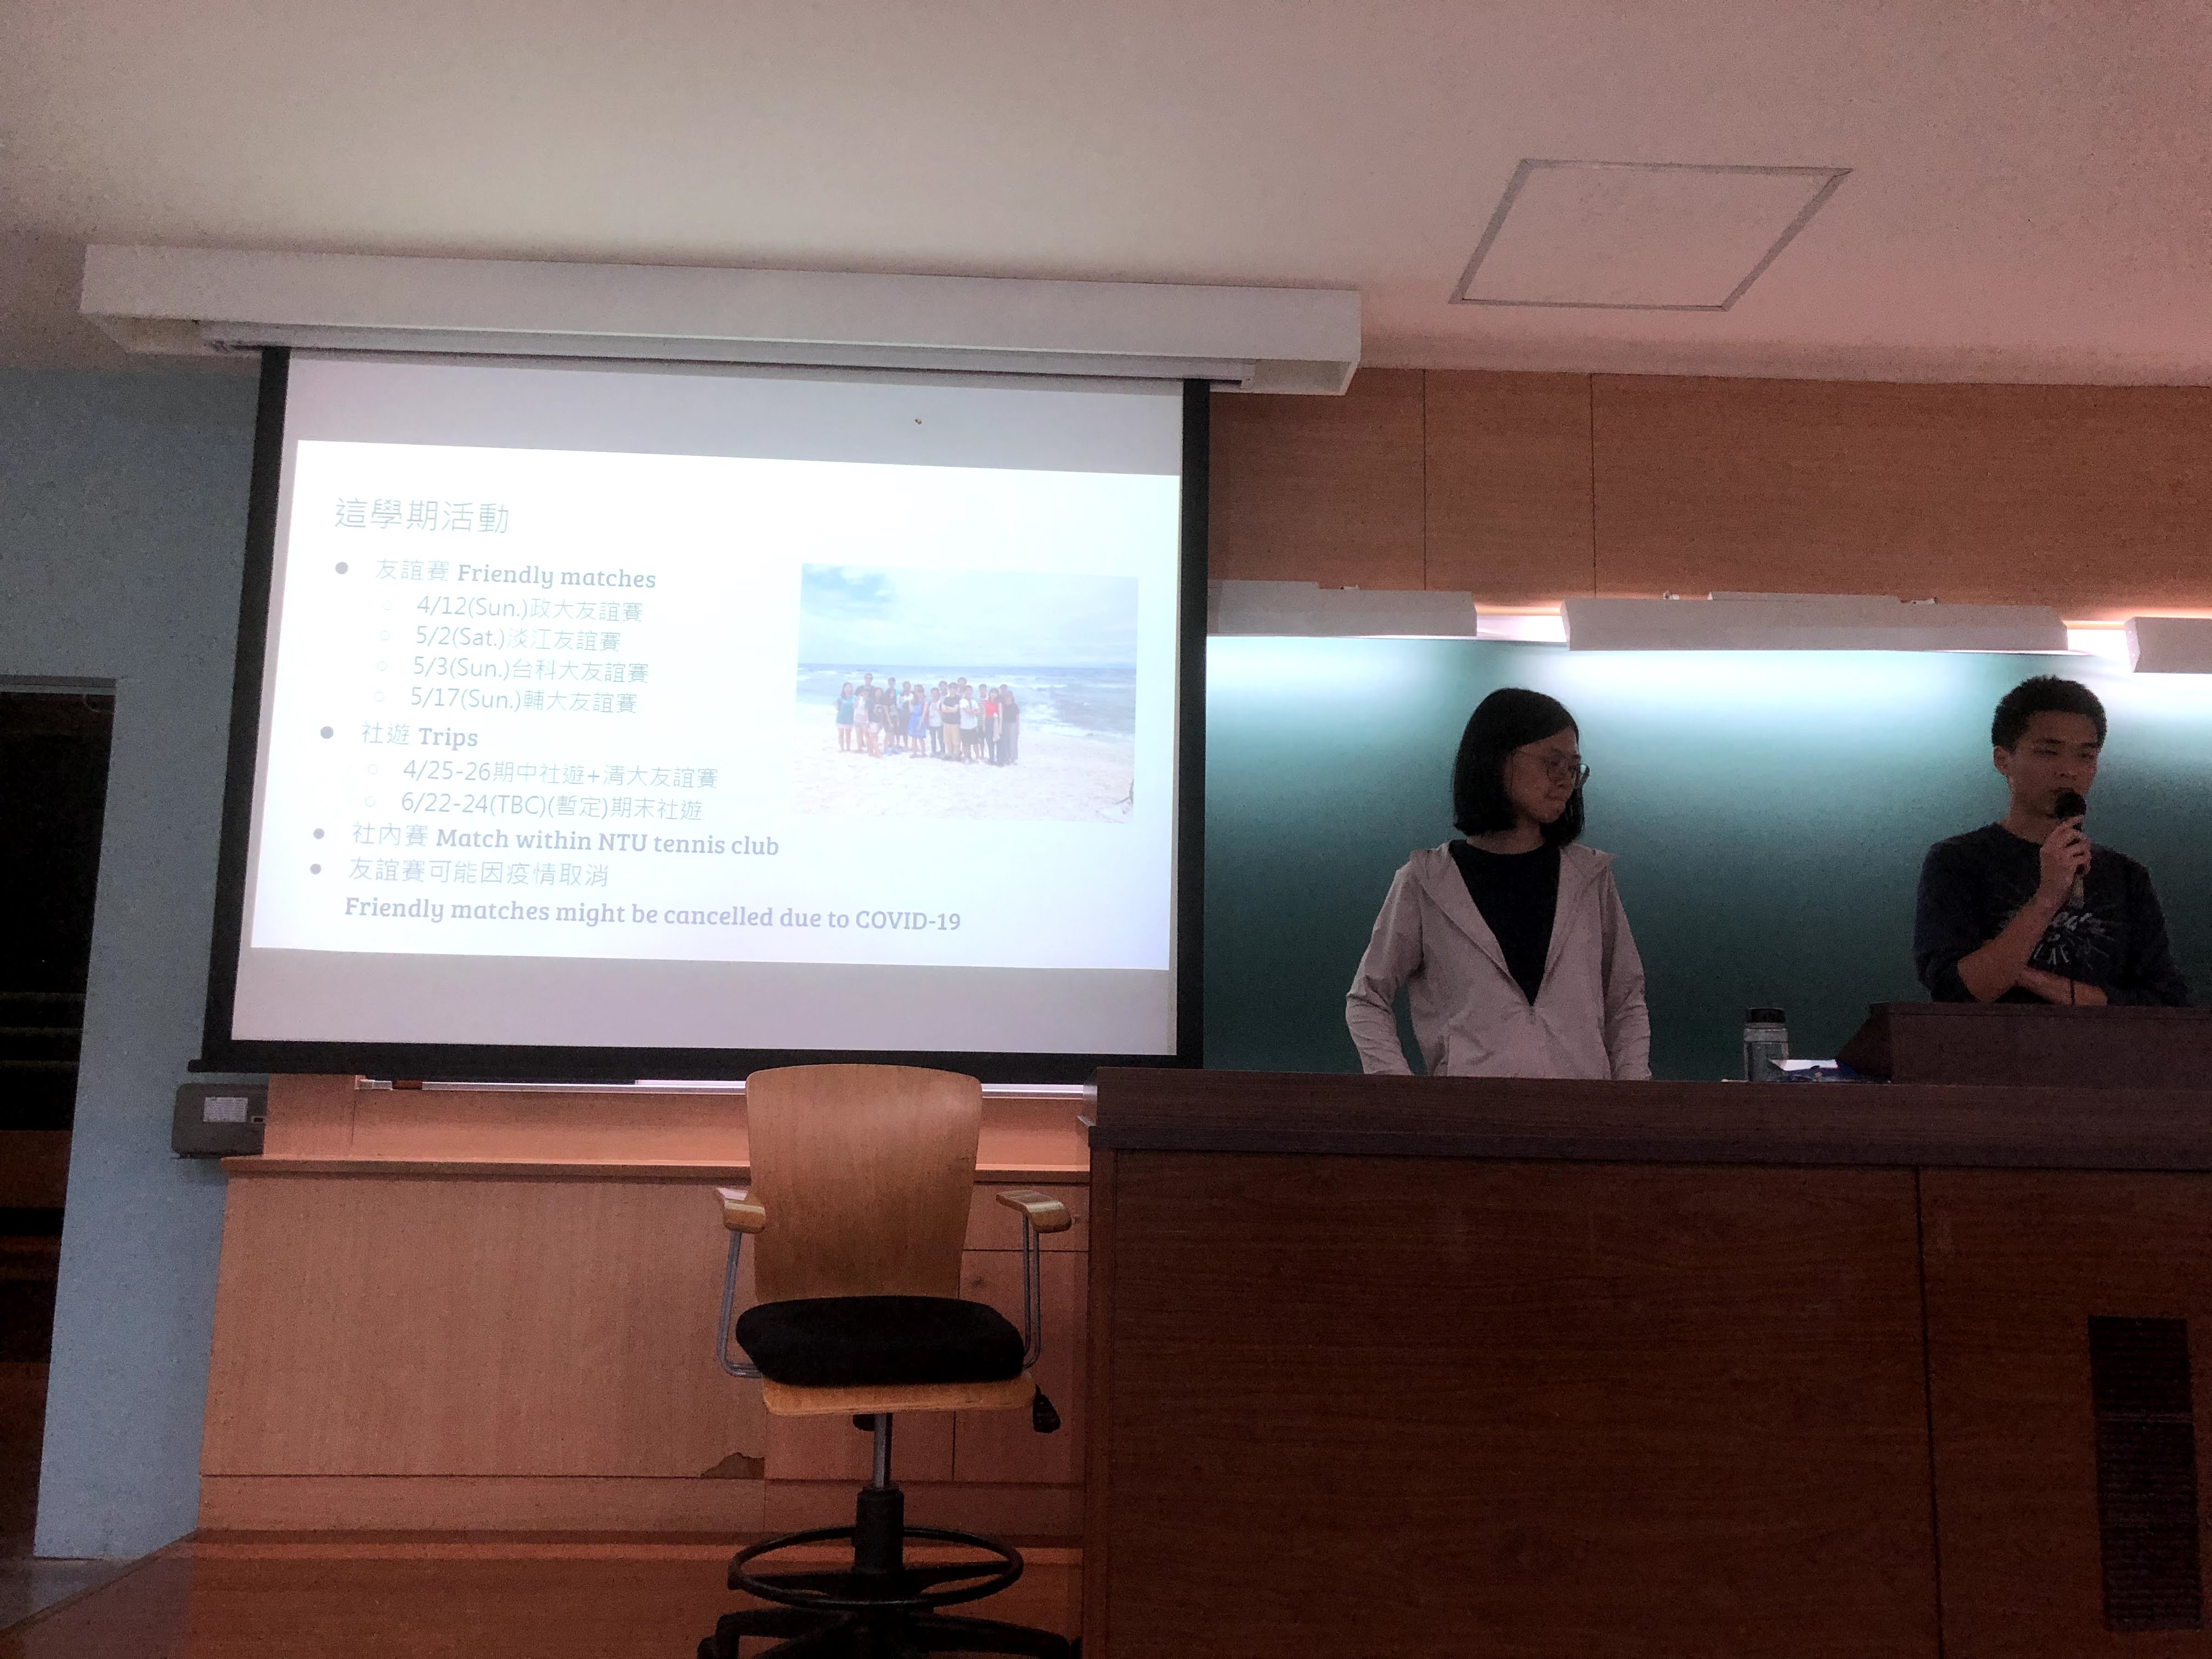 這學期活動
● 友誼賽 Friendly matches
○ 4/12(Sun.)政大友誼賽
○ 5/2(Sat.)淡江友誼賽
○ 5/3(Sun.)台科大友誼賽
○ 5/17(Sun.)輔大友誼賽
● 社遊 Trips
○ 4/25-26期中社遊+清大友誼賽
○ 6/22-24(TBC)(暫定)期末社遊
● 社內賽 Match within NTU tennis club
● 友誼賽可能因疫情取消
Friendly matches might be cancelled due to COVID-19